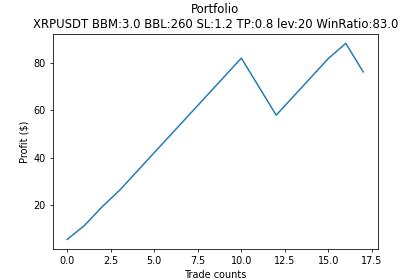 Portfolio
XRPUSDT BBM:3.0 BBL:260 SL:1.2 TP:0.8 lev:20 WinRatio:83.0
80
60
40
20
Profit ($)
0.0 2.5 5.0 7.5 10.0 12.5 15.0 17.5
Trade counts